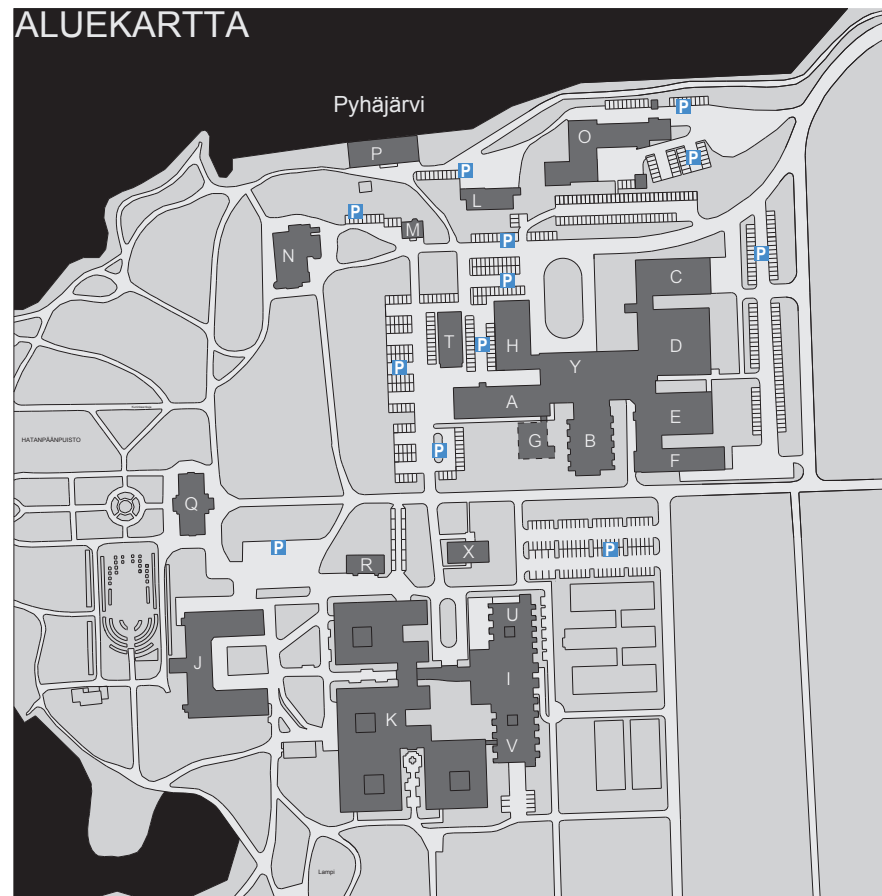 ALUEKARTTA
Pyhäjärvi
P
P
O
P
P
P
L
P
M
P
N
P
C
P
T
H
P
D
Y
P
A
E
HATANPÄÄNPUISTO
G
B
P
F
Q
X
P
P
R
U
J
I
K
V
Lampi